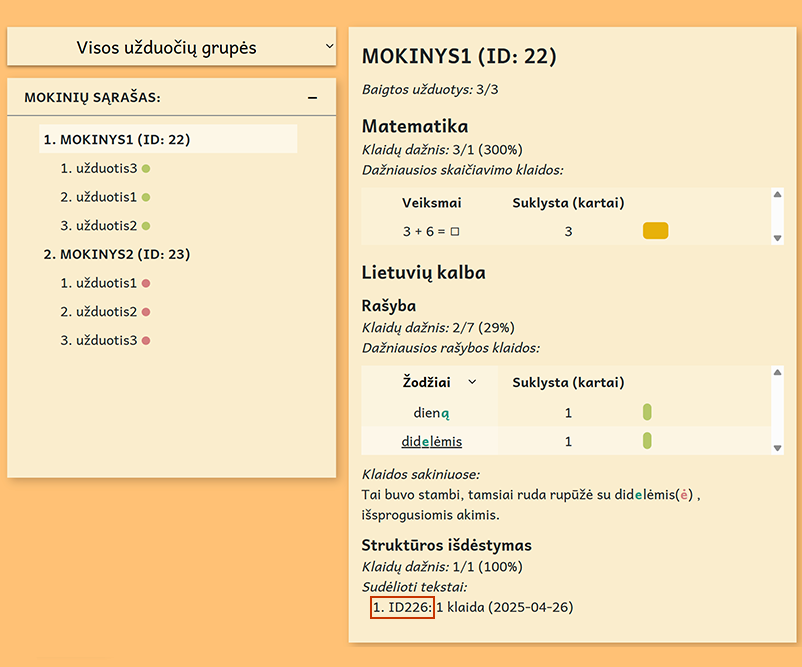 Visos užduočių grupės
MOKINIŲ SĄRAŠAS:
1. MOKINYS1 (ID: 22)
1. užduotis3
2. užduotis1
3. užduotis2
2. MOKINYS2 (ID: 23)
1. užduotis1
2. užduotis2
3. užduotis3
MOKINYS1 (ID: 22)
Baigtos užduotys: 3/3
Matematika
Klaidų dažnis: 3/1 (300%)
Dažniausios skaičiavimo klaidos:
Veiksmai Suklysta (kartai)
3 + 6 = □ 3
Lietuvių kalba
Rašyba
Klaidų dažnis: 2/7 (29%)
Dažniausios rašybos klaidos:
Žodžiai Suklysta (kartai)
dieną 1
didelėmis 1
Klaidos sakiniuose:
Tai buvo stambi, tamsiai ruda rupūžė su didelėmis(ė) ,
išsprogusiomis akimis.
Struktūros išdėstymas
Klaidų dažnis: 1/1 (100%)
Sudėlioti tekstai:
1. ID226: 1 klaida (2025-04-26)